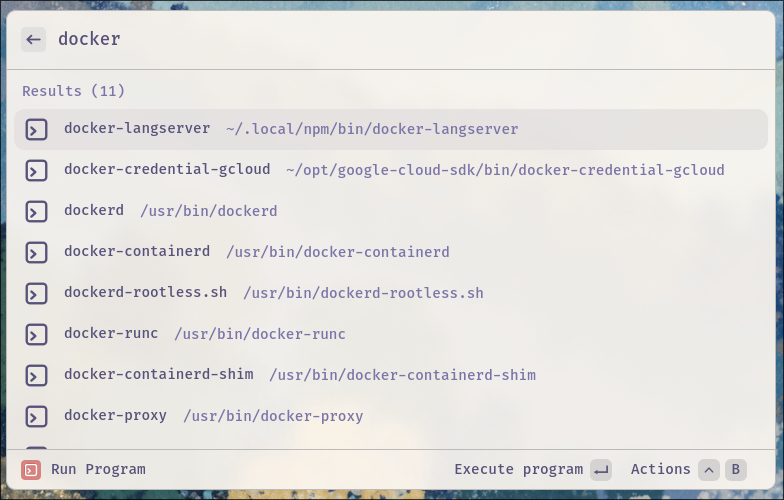 docker
Results (11)
docker-langserver ~/.local/npm/bin/docker-langserver
docker-credential-gcloud ~/opt/google-cloud-sdk/bin/docker-credential-gcloud
dockerd /usr/bin/dockerd
docker-containerd /usr/bin/docker-containerd
dockerd-rootless.sh /usr/bin/dockerd-rootless.sh
docker-runc /usr/bin/docker-runc
docker-containerd-shim /usr/bin/docker-containerd-shim
docker-proxy /usr/bin/docker-proxy
Run Program Execute program Actions B